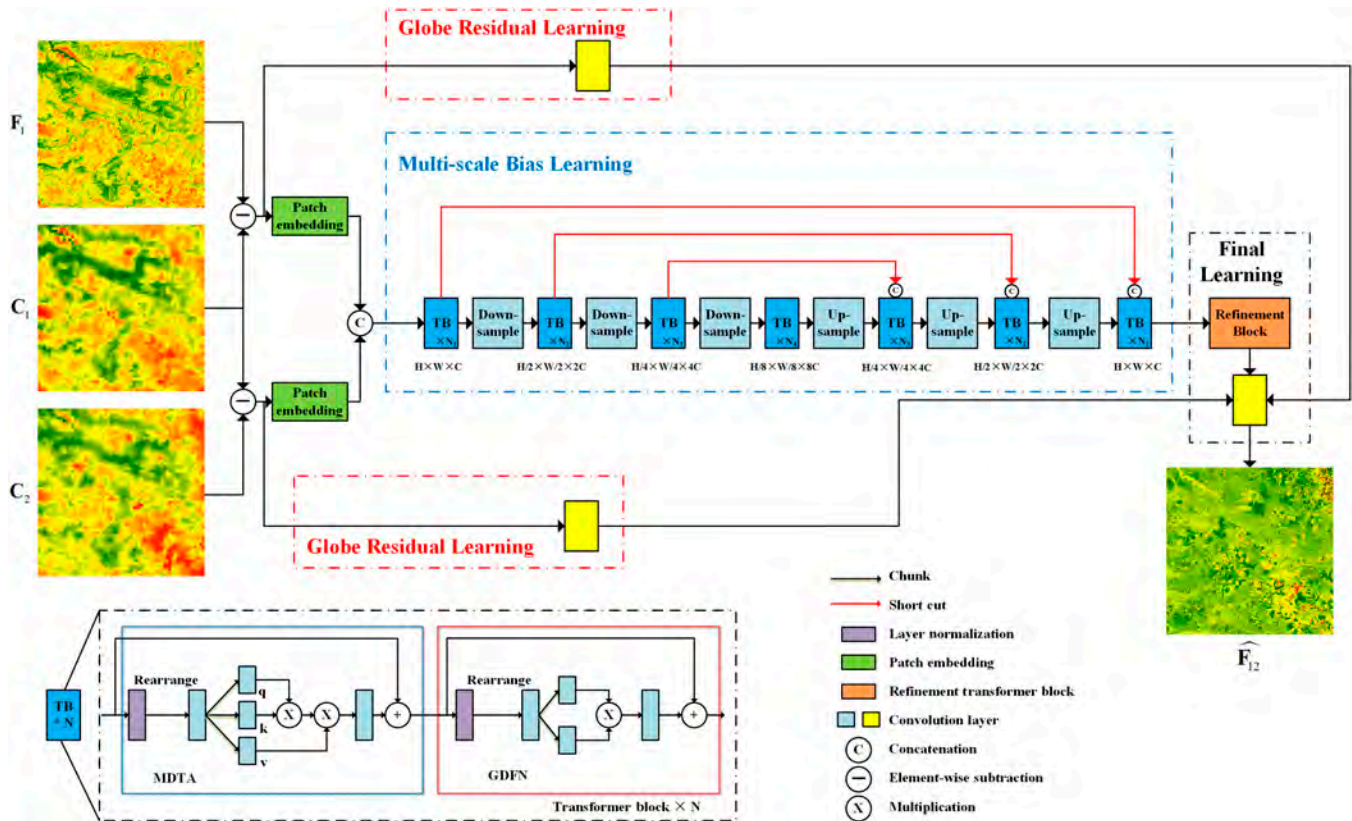 Globe Residual Learning
F₁
Multi-scale Bias Learning
Patch
embedding
C₁
C
Final
Learning
C
C
C
TB
×N₁
Down-
sample
TB
×N₂
Down-
sample
TB
Down-
sample
TB
×N₄
Up-
sample
TB
Up-
sample
TB
×N₂
Up-
sample
TB
×N₁
Refinement
Block
H×W×C
H/2×W/2×2C
H/4×W/4×4C
H/8×W/8×8C
H/4×W/4×4C
H/2×W/2×2C
H×W×C
Patch
embedding
C₂
Globe Residual Learning
F̂₁₂
Chunk
Short cut
Layer normalization
Patch embedding
Refinement transformer block
Convolution layer
C Concatenation
− Element-wise subtraction
X Multiplication
TB
× N
Rearrange
q
k
v
X
X
+
MDTA
Rearrange
X
+
GDFN
Transformer block × N